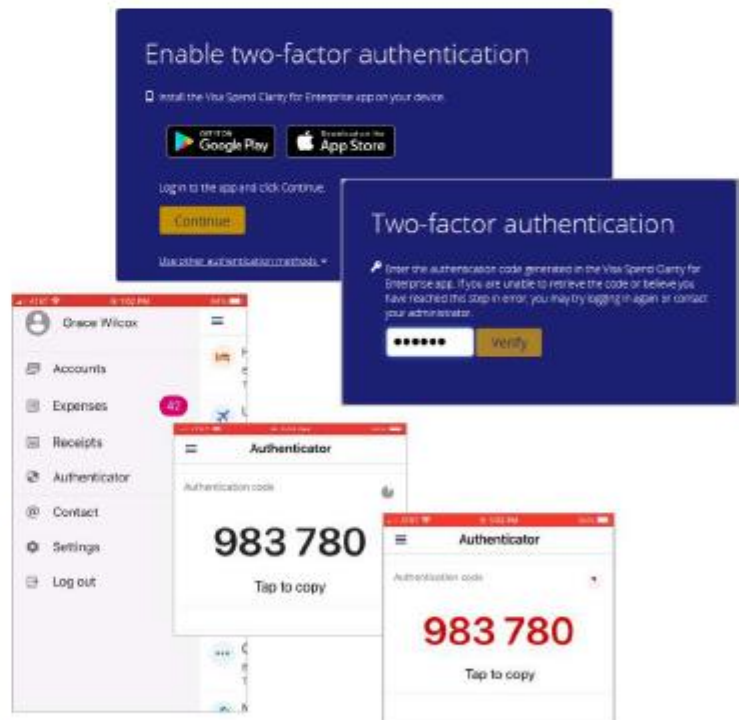 Enable two-factor authentication
Install the Visa Spend Clarity for Enterprise app on your device.
GET IT ON
Google Play
Download on the
App Store
Log in to the app and click Continue.
Continue
Use other authentication methods
Two-factor authentication
Enter the authentication code generated in the Visa Spend Clarity for
Enterprise app. If you are unable to retrieve the code or believe you
have reached this step in error, you may try logging in again or contact
your administrator.
Verify
AT&T
Grace Wilcox
Accounts
Expenses
42
Receipts
Authenticator
@ Contact
Settings
Log out
Authenticator
Authentication code
983 780
Tap to copy
Authenticator
Authentication code
983 780
Tap to copy